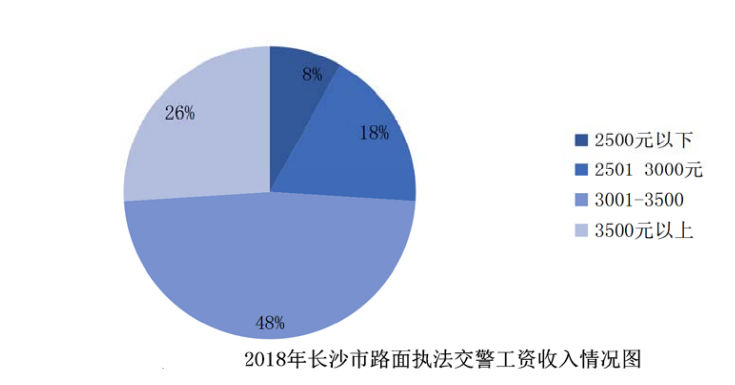 8%
18%
26%
48%
2500元以下
2501 3000元
3001-3500
3500元以上
2018年长沙市路面执法交警工资收入情况图